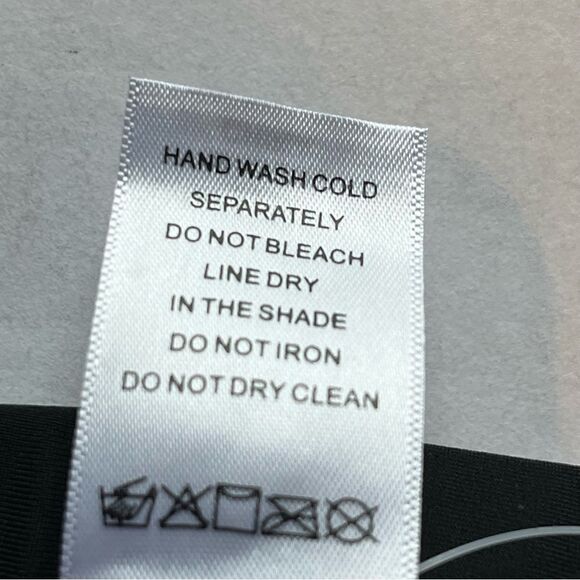 HAND WASH COLD
SEPARATELY
DO NOT BLEACH
LINE DRY
IN THE SHADE
DO NOT IRON
DO NOT DRY CLEAN